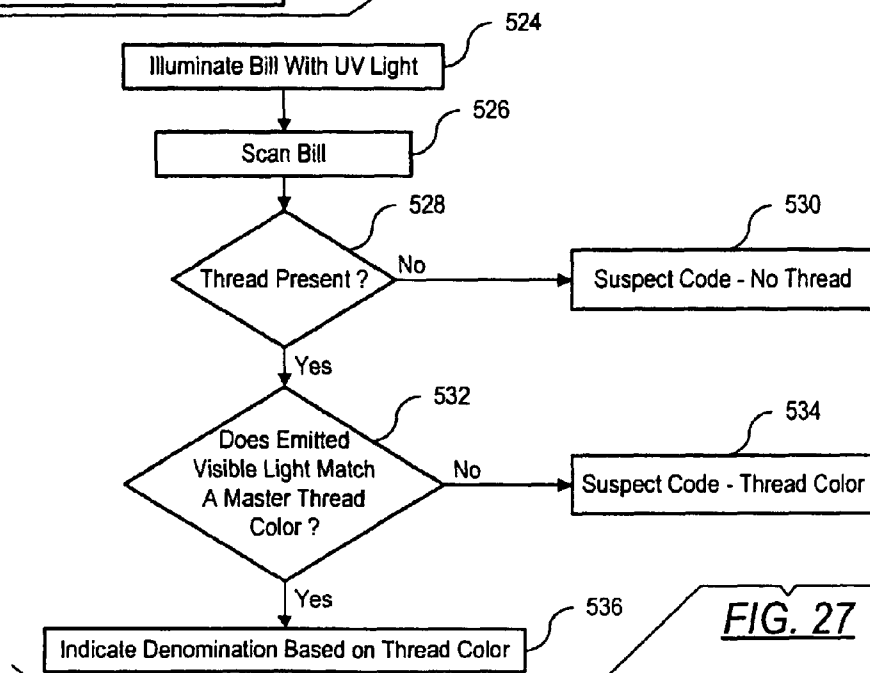 524
Illuminate Bill With UV Light
526
Scan Bill
528
530
Thread Present ?
No
Suspect Code - No Thread
Yes
532
534
Does Emitted
Visible Light Match
A Master Thread
Color ?
No
Suspect Code - Thread Color
Yes
536
Indicate Denomination Based on Thread Color
FIG. 27